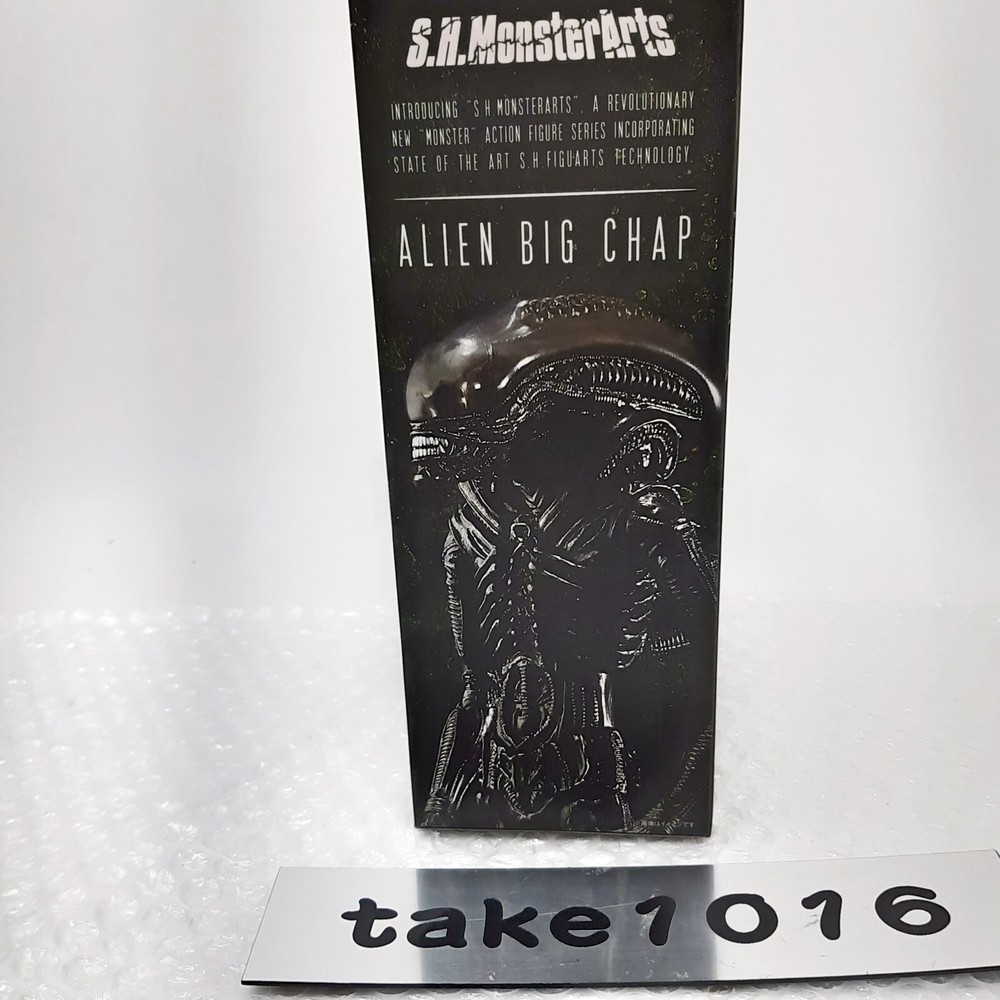 S.H.MonsterArts
INTRODUCING "S H MONSTERARTS", A REVOLUTIONARY
NEW "MONSTER" ACTION FIGURE SERIES INCORPORATING
STATE OF THE ART S.H.FIGUARTS TECHNOLOGY.
ALIEN BIG CHAP
take1016